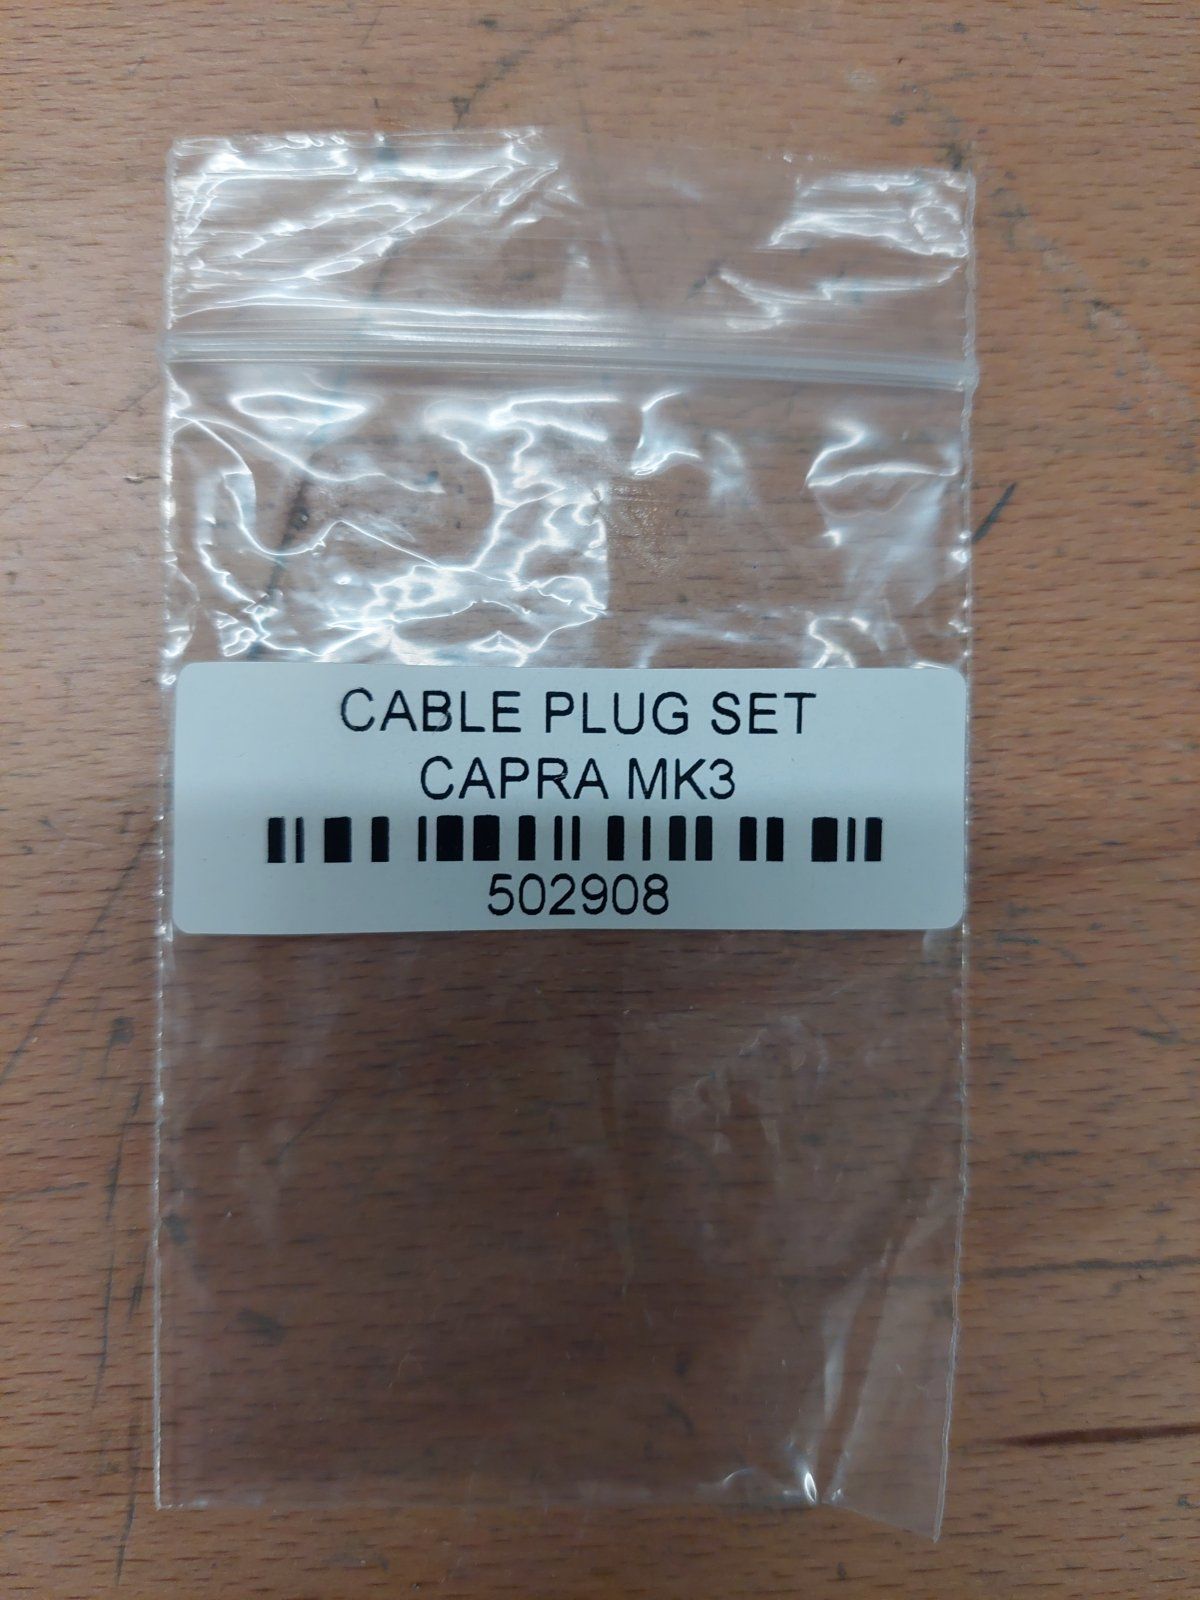 CABLE PLUG SET
CAPRA MK3
502908